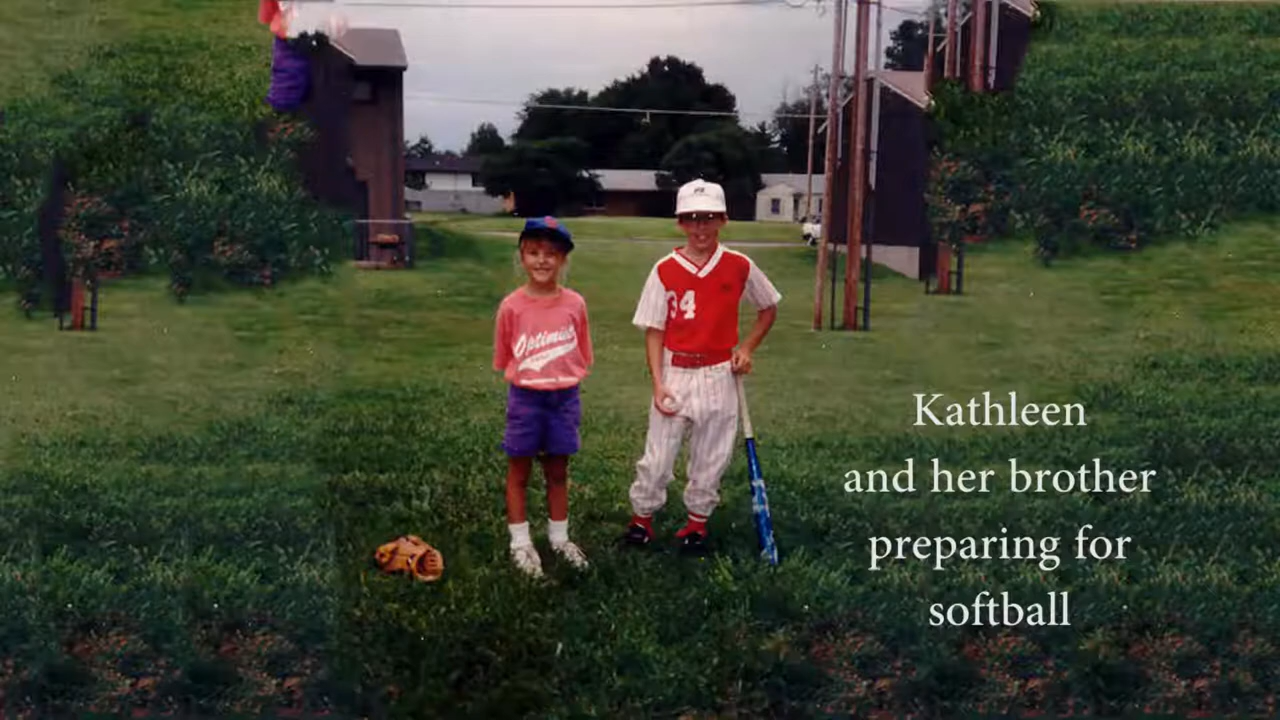 Optimist
34
Kathleen
and her brother
preparing for
softball